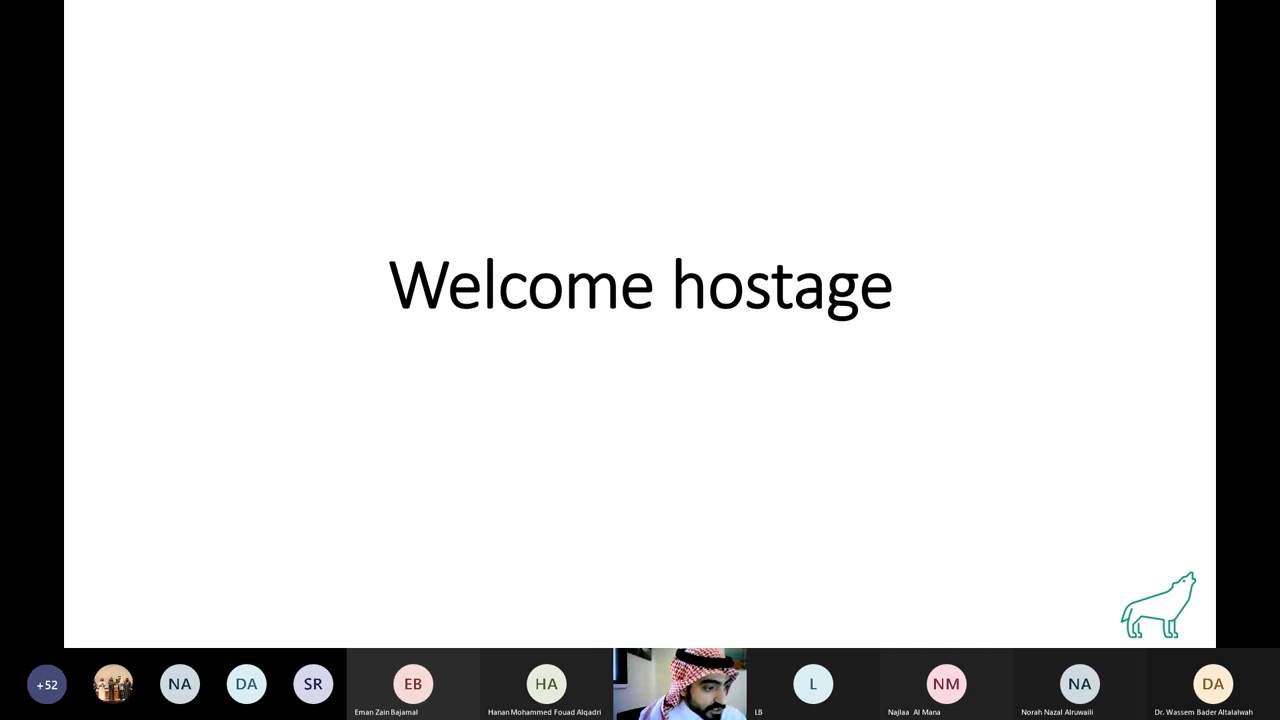 Welcome hostage
+52
NA
DA
SR
EB
HA
L
NM
NA
DA
Eman Zain Bajamal
Hanan Mohammed Fouad Alqadri
LB
Najlaa Al Mana
Norah Nazal Alruwaili
Dr. Wassem Bader Altalalwah